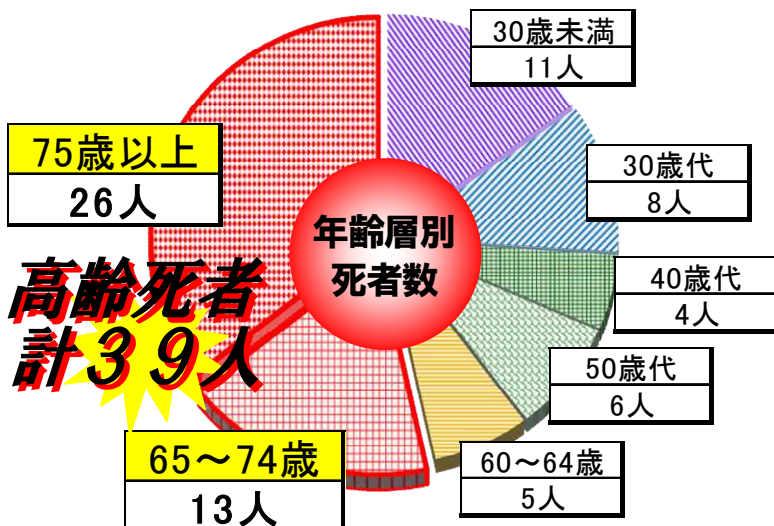 年齢層別
死者数
30歳未満
11人
30歳代
8人
40歳代
4人
50歳代
6人
60～64歳
5人
65～74歳
13人
75歳以上
26人
高齢死者
計３９人